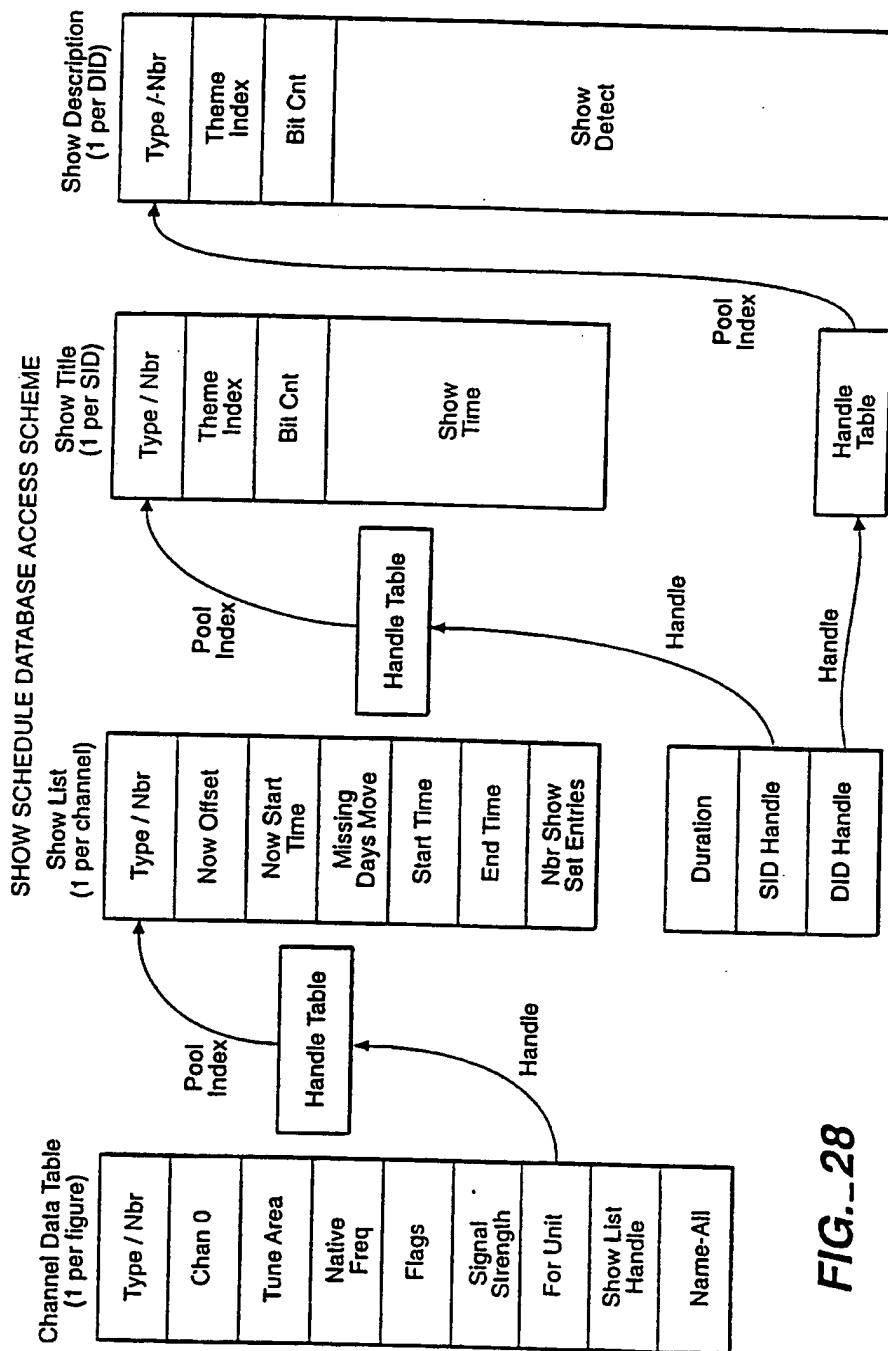 SHOW SCHEDULE DATABASE ACCESS SCHEME
Channel Data Table
(1 per figure)
Type / Nbr
Chan 0
Tune Area
Native
Freq
Flags
Signal
Strength
For Unit
Show List
Handle
Name-All
Pool
Index
Handle Table
Handle
Show List
(1 per channel)
Type / Nbr
Now Offset
Now Start
Time
Missing
Days Move
Start Time
End Time
Nbr Show
Set Entries
Duration
SID Handle
DID Handle
Pool
Index
Handle Table
Handle
Handle
Show Title
(1 per SID)
Type / Nbr
Theme
Index
Bit Cnt
Show
Time
Pool
Index
Handle
Table
Show Description
(1 per DID)
Type /-Nbr
Theme
Index
Bit Cnt
Show
Detect
FIG._28